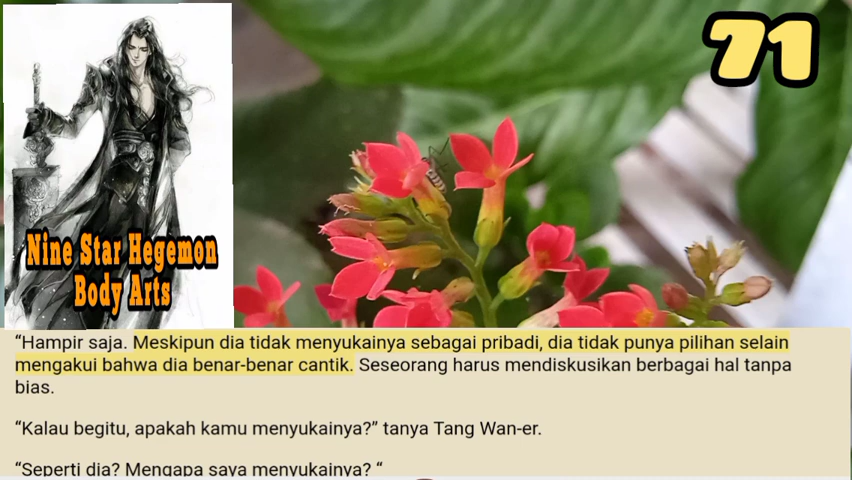 71
Nine Star Hegemon
Body Arts
“Hampir saja. Meskipun dia tidak menyukainya sebagai pribadi, dia tidak punya pilihan selain
mengakui bahwa dia benar-benar cantik. Seseorang harus mendiskusikan berbagai hal tanpa
bias.
“Kalau begitu, apakah kamu menyukainya?” tanya Tang Wan-er.
“Seperti dia? Mengapa saya menyukainya? “